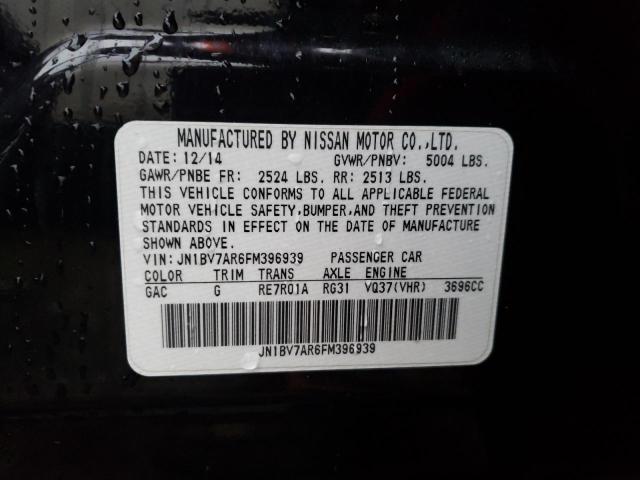 MANUFACTURED BY NISSAN MOTOR CO.,LTD.
DATE: 12/14 GVWR/PNBV: 5004 LBS.
GAWR/PNBE FR: 2524 LBS. RR: 2513 LBS.
THIS VEHICLE CONFORMS TO ALL APPLICABLE FEDERAL
MOTOR VEHICLE SAFETY,BUMPER,AND THEFT PREVENTION
STANDARDS IN EFFECT ON THE DATE OF MANUFACTURE
SHOWN ABOVE.
VIN: JN1BV7AR6FM396939 PASSENGER CAR
COLOR TRIM TRANS AXLE ENGINE
GAC G RE7R01A RG31 VQ37(VHR) 3696CC
JN1BV7AR6FM396939